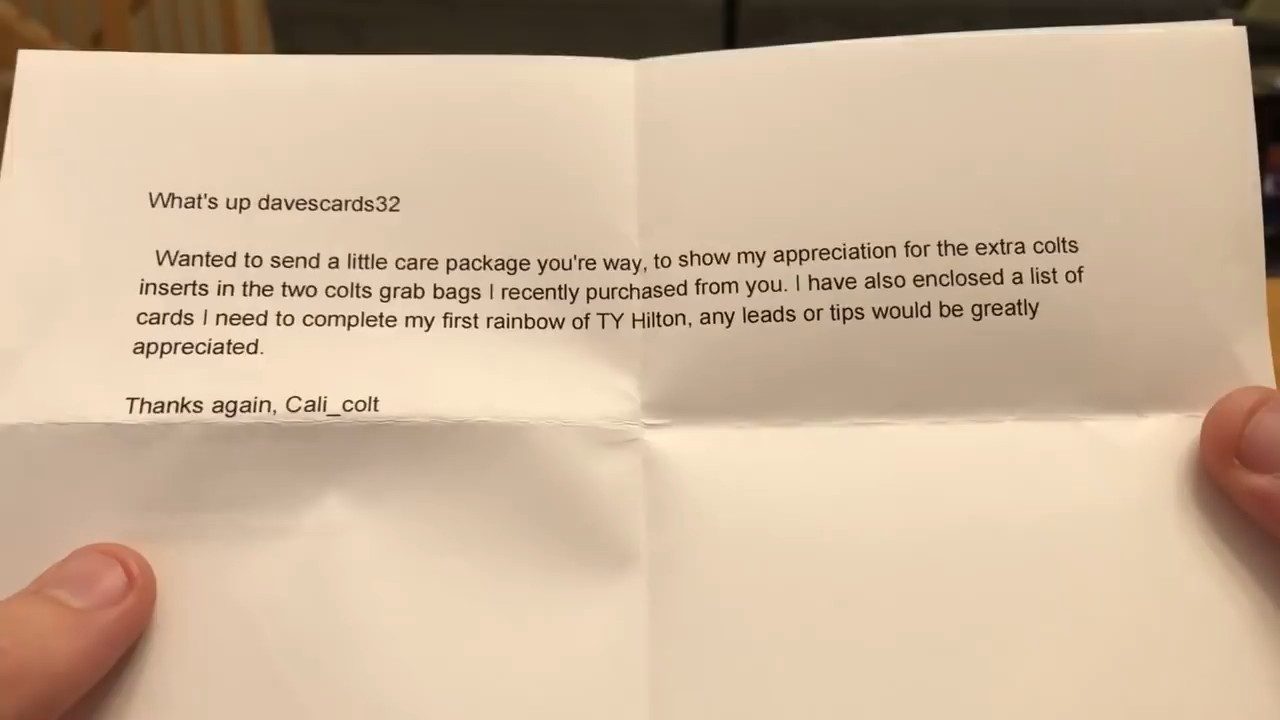 What's up davescards32
Wanted to send a little care package you're way, to show my appreciation for the extra colts
inserts in the two colts grab bags I recently purchased from you. I have also enclosed a list of
cards I need to complete my first rainbow of TY Hilton, any leads or tips would be greatly
appreciated.
Thanks again, Cali_colt